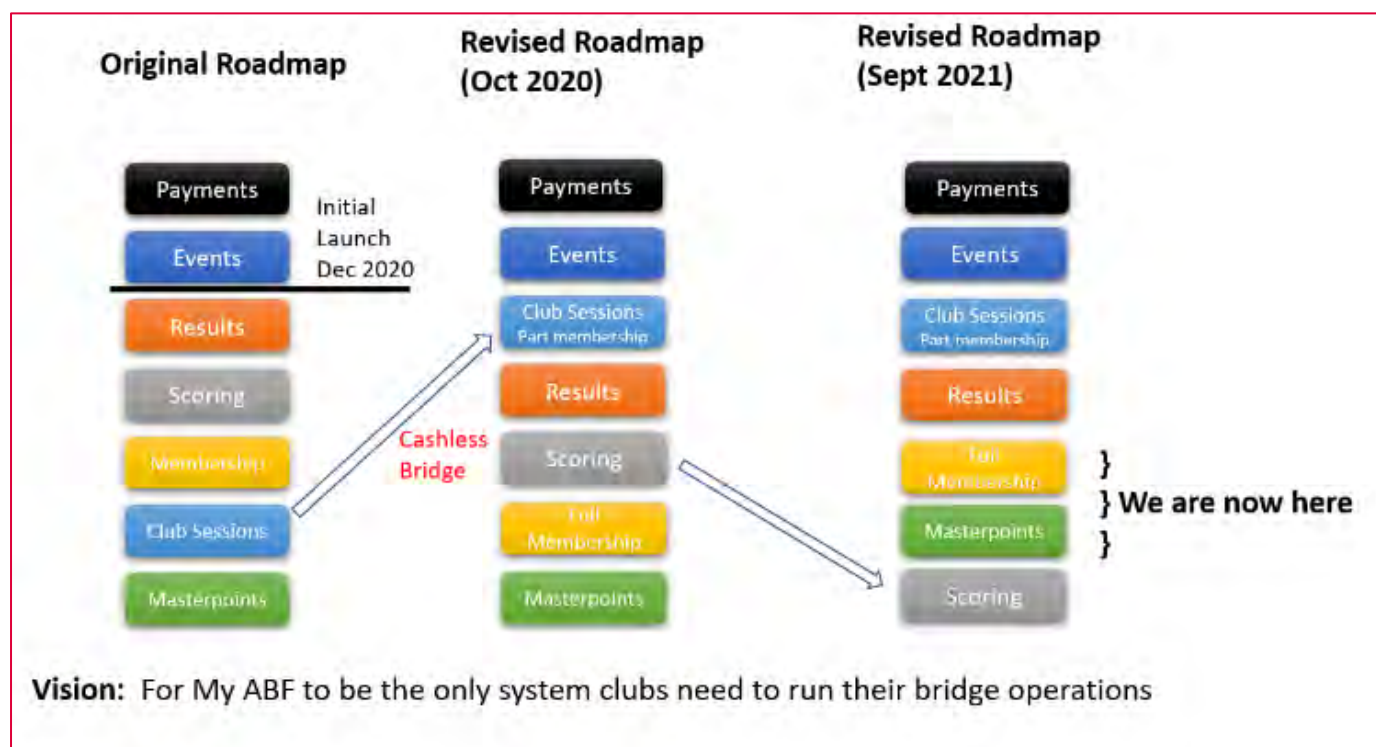 Original Roadmap
Payments
Events
Initial
Launch
Dec 2020
Results
Scoring
Membership
Club Sessions
Masterpoints
Cashless
Bridge
Revised Roadmap
(Oct 2020)
Payments
Events
Club Sessions
Part membership
Results
Scoring
Full
Membership
Masterpoints
Revised Roadmap
(Sept 2021)
Payments
Events
Club Sessions
Part membership
Results
Full
Membership
Masterpoints
Scoring
}
} We are now here
}
Vision: For My ABF to be the only system clubs need to run their bridge operations